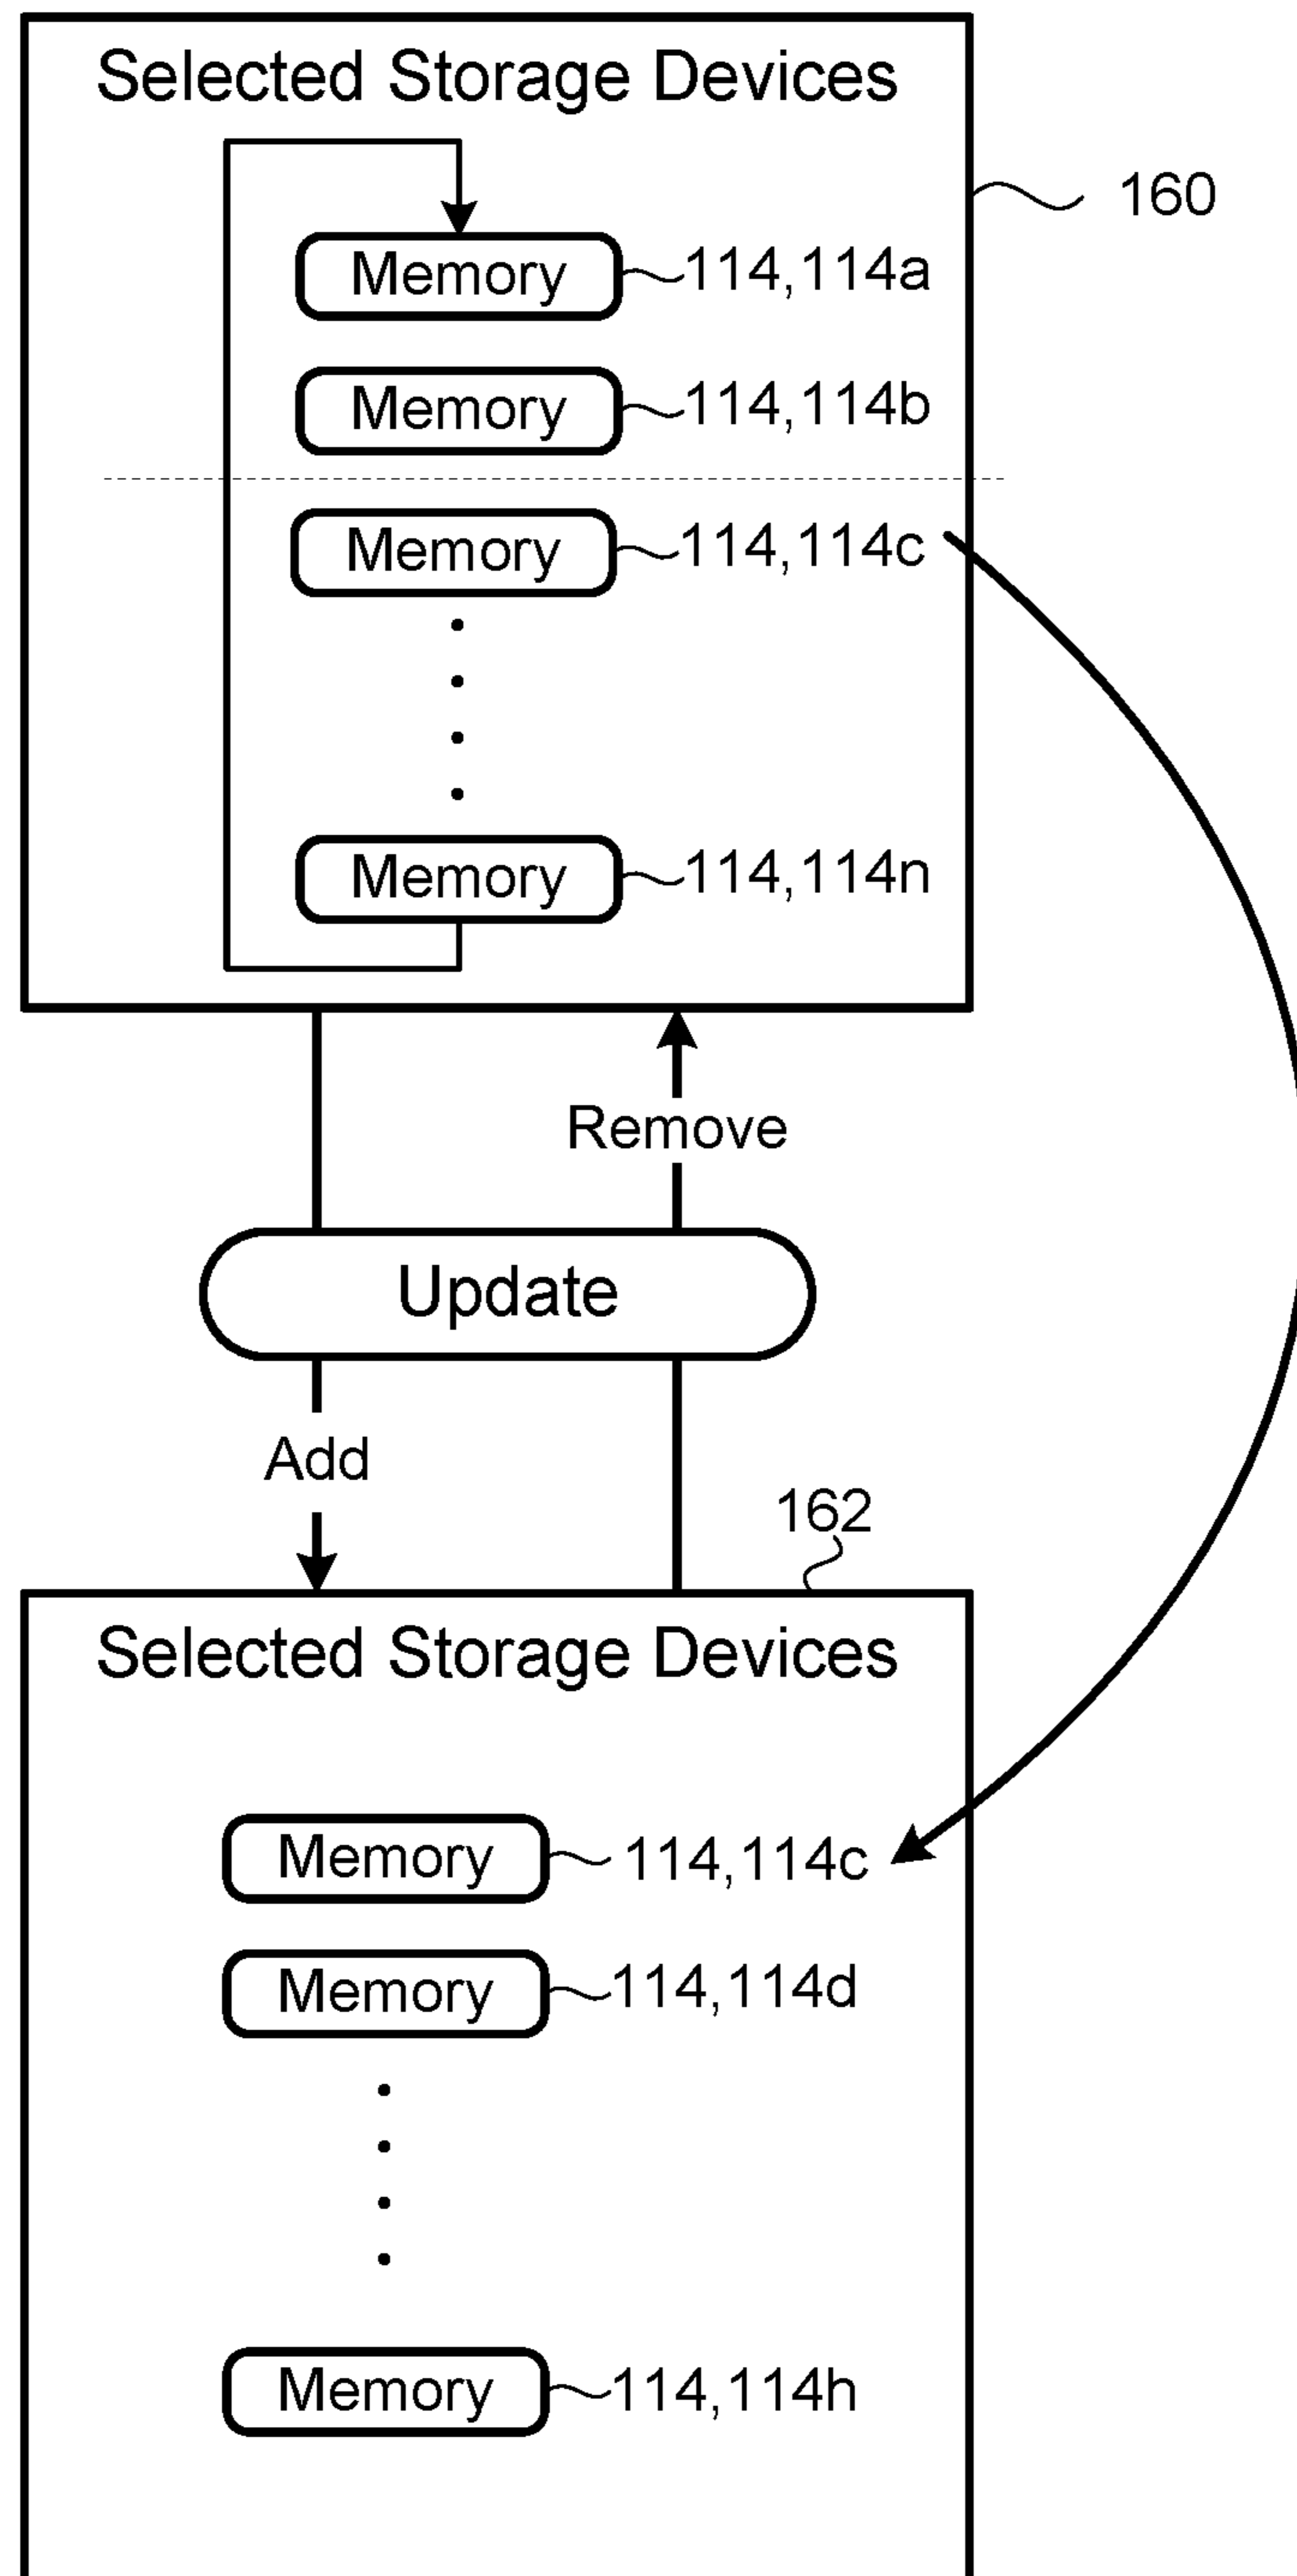 Selected Storage Devices
160
Memory 114,114a
Memory 114,114b
Memory 114,114c
Memory 114,114n
Remove
Update
Add
162
Selected Storage Devices
Memory 114,114c
Memory 114,114d
Memory 114,114h